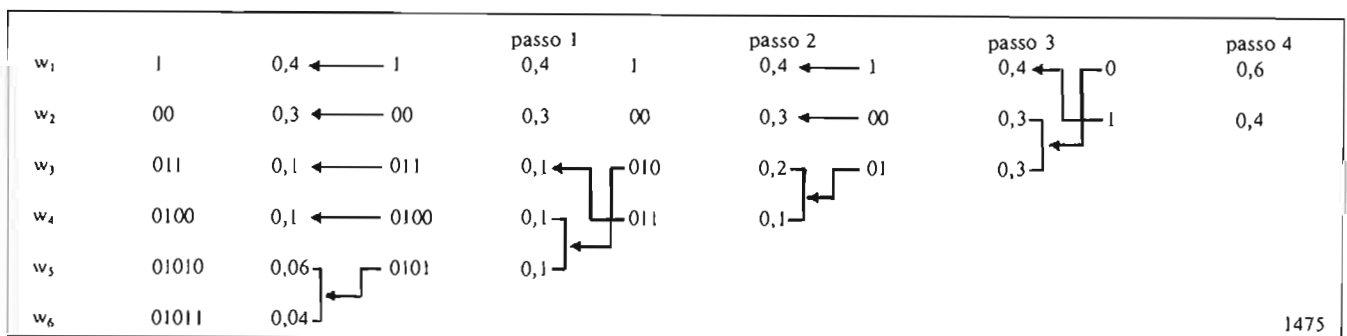 passo 1 passo 2 passo 3 passo 4
w1 1 0,4 1 0,4 1 0,4 1 0,4 0 0,6
w2 00 0,3 00 0,3 00 0,3 00 0,3 1 0,4
w3 011 0,1 011 0,1 010 0,2 01 0,3
w4 0100 0,1 0100 0,1 011 0,1
w5 01010 0,06 0101 0,1
w6 01011 0,04
1475